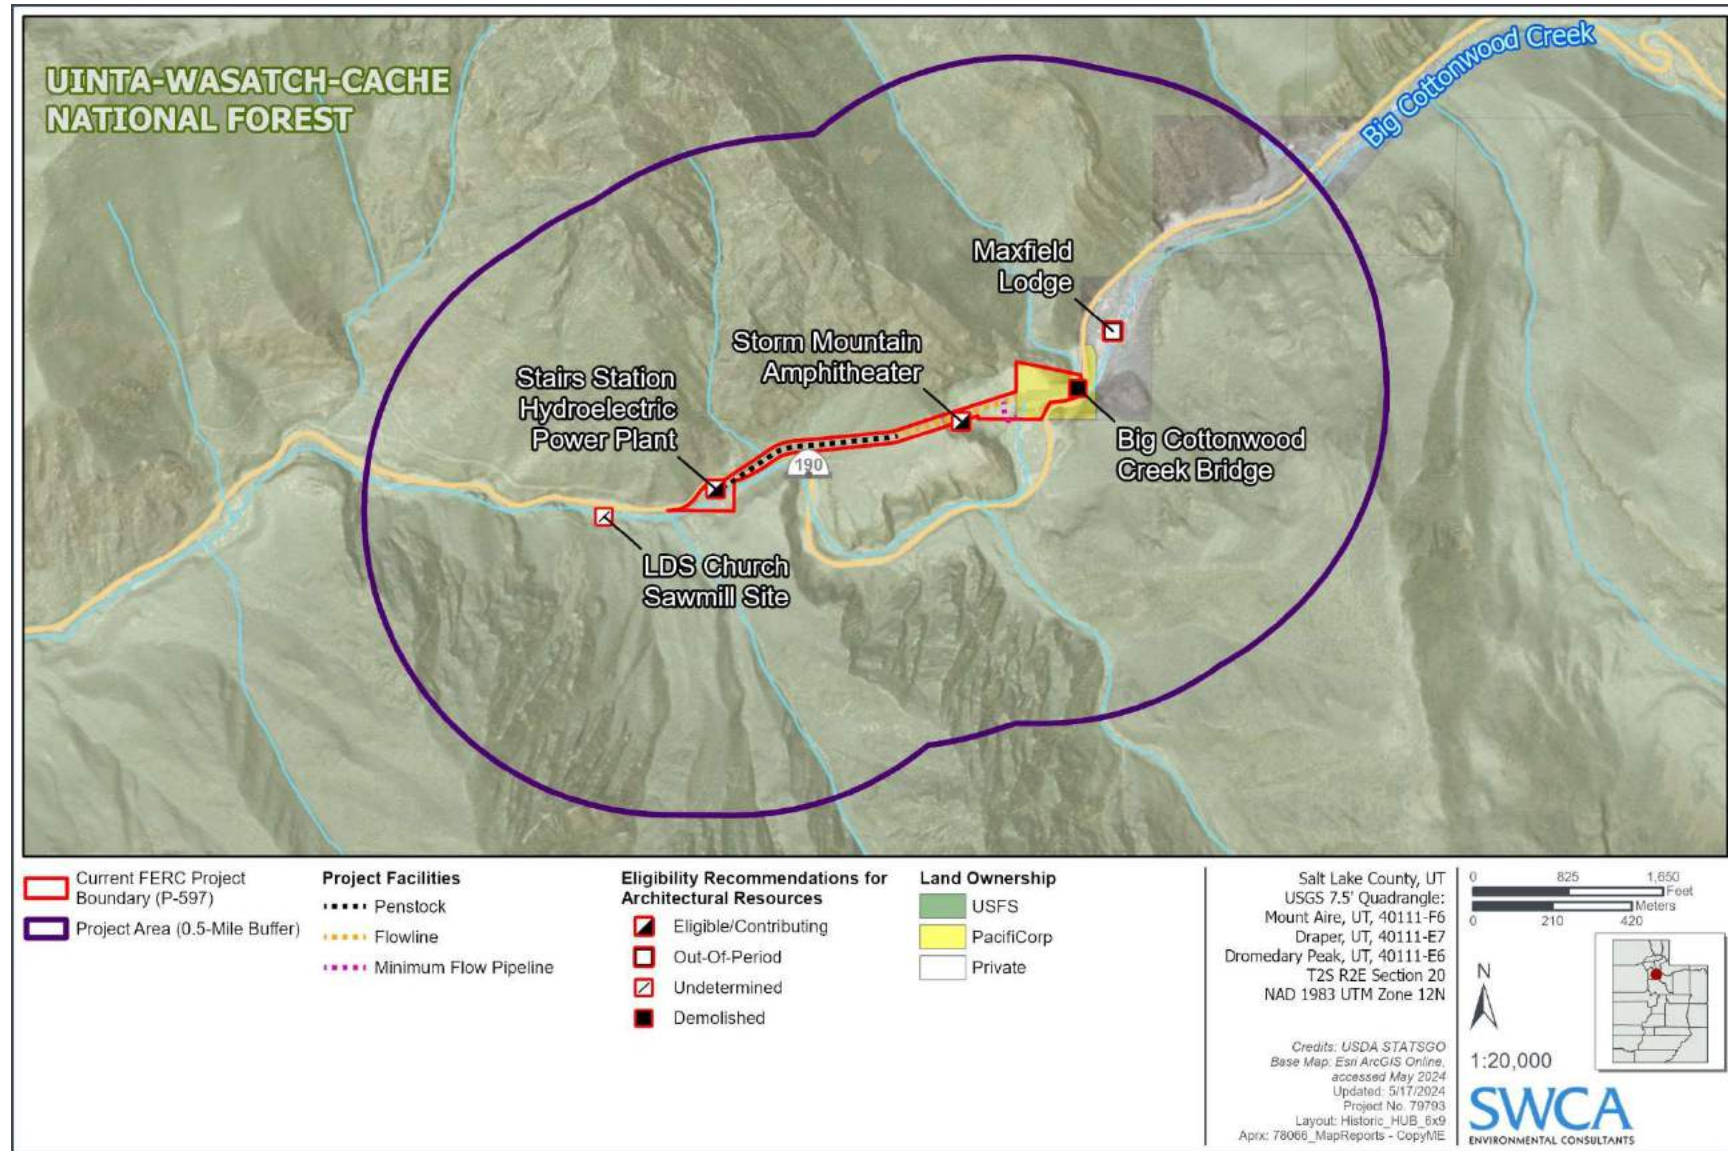 UINTA-WASATCH-CACHE
NATIONAL FOREST
Big Cottonwood Creek
Maxfield
Lodge
Storm Mountain
Amphitheater
Stairs Station
Hydroelectric
Power Plant
190
Big Cottonwood
Creek Bridge
LDS Church
Sawmill Site
Current FERC Project
Boundary (P-597)
Project Area (0.5-Mile Buffer)
Project Facilities
Penstock
Flowline
Minimum Flow Pipeline
Eligibility Recommendations for
Architectural Resources
Eligible/Contributing
Out-Of-Period
Undetermined
Demolished
Land Ownership
USFS
PacifiCorp
Private
Salt Lake County, UT
USGS 7.5' Quadrangle:
Mount Aire, UT, 40111-F6
Draper, UT, 40111-E7
Dromedary Peak, UT, 40111-E6
T2S R2E Section 20
NAD 1983 UTM Zone 12N
Credits: USDA STATSGO
Base Map: Esri ArcGIS Online,
accessed May 2024
Updated: 5/17/2024
Project No. 79793
Layout: Historic_HUB_6x9
Aprx: 78066_MapReports - CopyME
0 825 1,650
Feet
Meters
0 210 420
N
1:20,000
SWCA
ENVIRONMENTAL CONSULTANTS